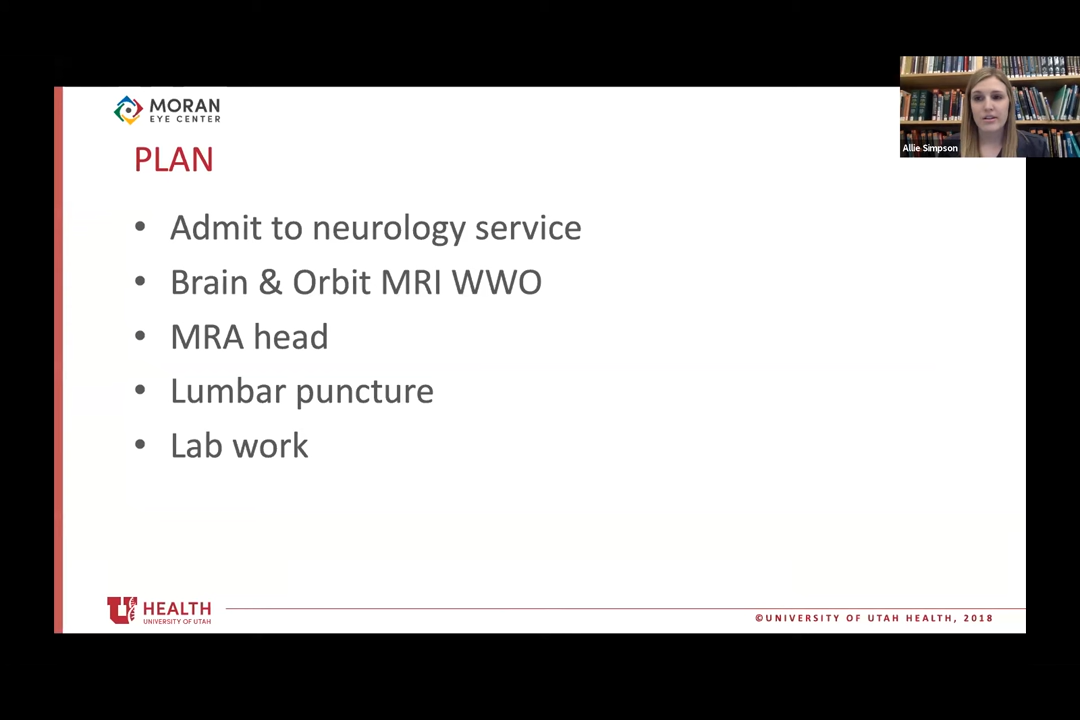 MORAN
EYE CENTER
PLAN
• Admit to neurology service
• Brain & Orbit MRI WWO
• MRA head
• Lumbar puncture
• Lab work
Allie Simpson
U HEALTH
UNIVERSITY OF UTAH
©UNIVERSITY OF UTAH HEALTH, 2018